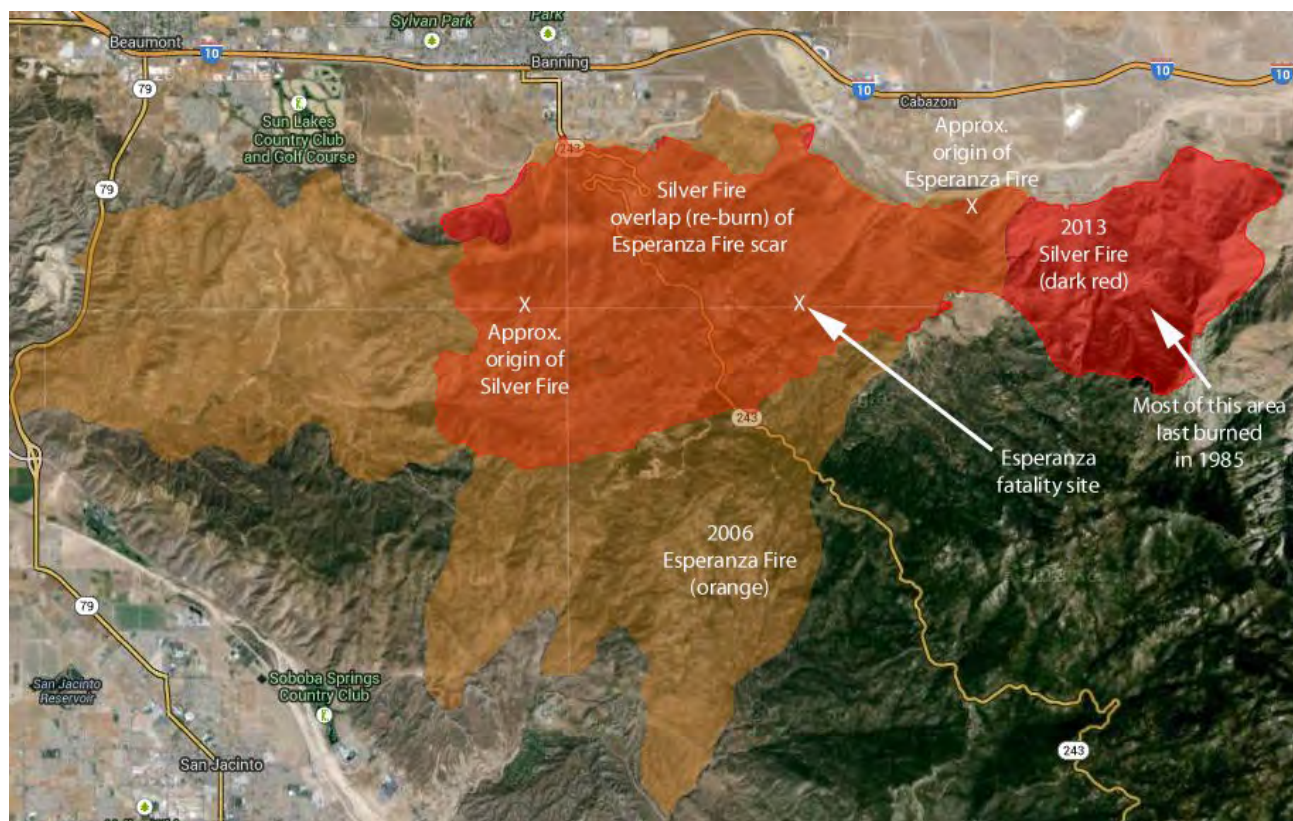 Sylvan Park
Park
Beaumont
10
Banning
79
10
10
10
Cabazon
Sun Lakes
Country Club
and Golf Course
243
Approx.
origin of
Esperanza Fire
79
Silver Fire
overlap (re-burn) of
Esperanza Fire scar
2013
Silver Fire
(dark red)
X
X
X
Approx.
origin of
Silver Fire
Most of this area
last burned
in 1985
243
Esperanza
fatality site
2006
Esperanza Fire
(orange)
79
San Jacinto
Reservoir
Soboba Springs
Country Club
San Jacinto
243